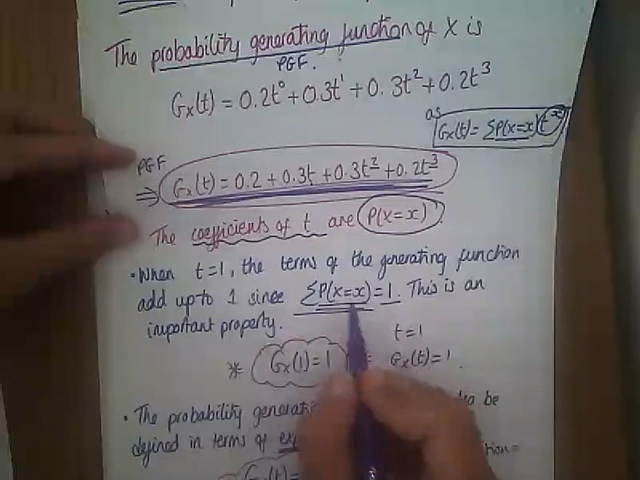 The probability generating function of X is
PGF.
Gx(t) = 0.2t⁰ + 0.3t¹ + 0.3t² + 0.2t³
as Gx(t) = ΣP(X=x)t^x
PGF
⇒ Gx(t) = 0.2 + 0.3t + 0.3t² + 0.2t³
The coefficients of t are P(X=x).
• When t=1, the terms of the generating function
add up to 1 since ΣP(X=x)=1. This is an
important property.
t=1
* Gx(1)=1 Gx(t)=1.
• The probability be
defined in terms of
Gx(t)=